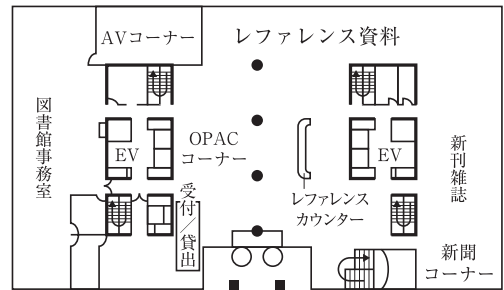 AVコーナー
レファレンス資料
図書館事務室
EV
OPAC
コーナー
受付/貸出
レファレンス
カウンター
EV
新刊雑誌
新聞
コーナー